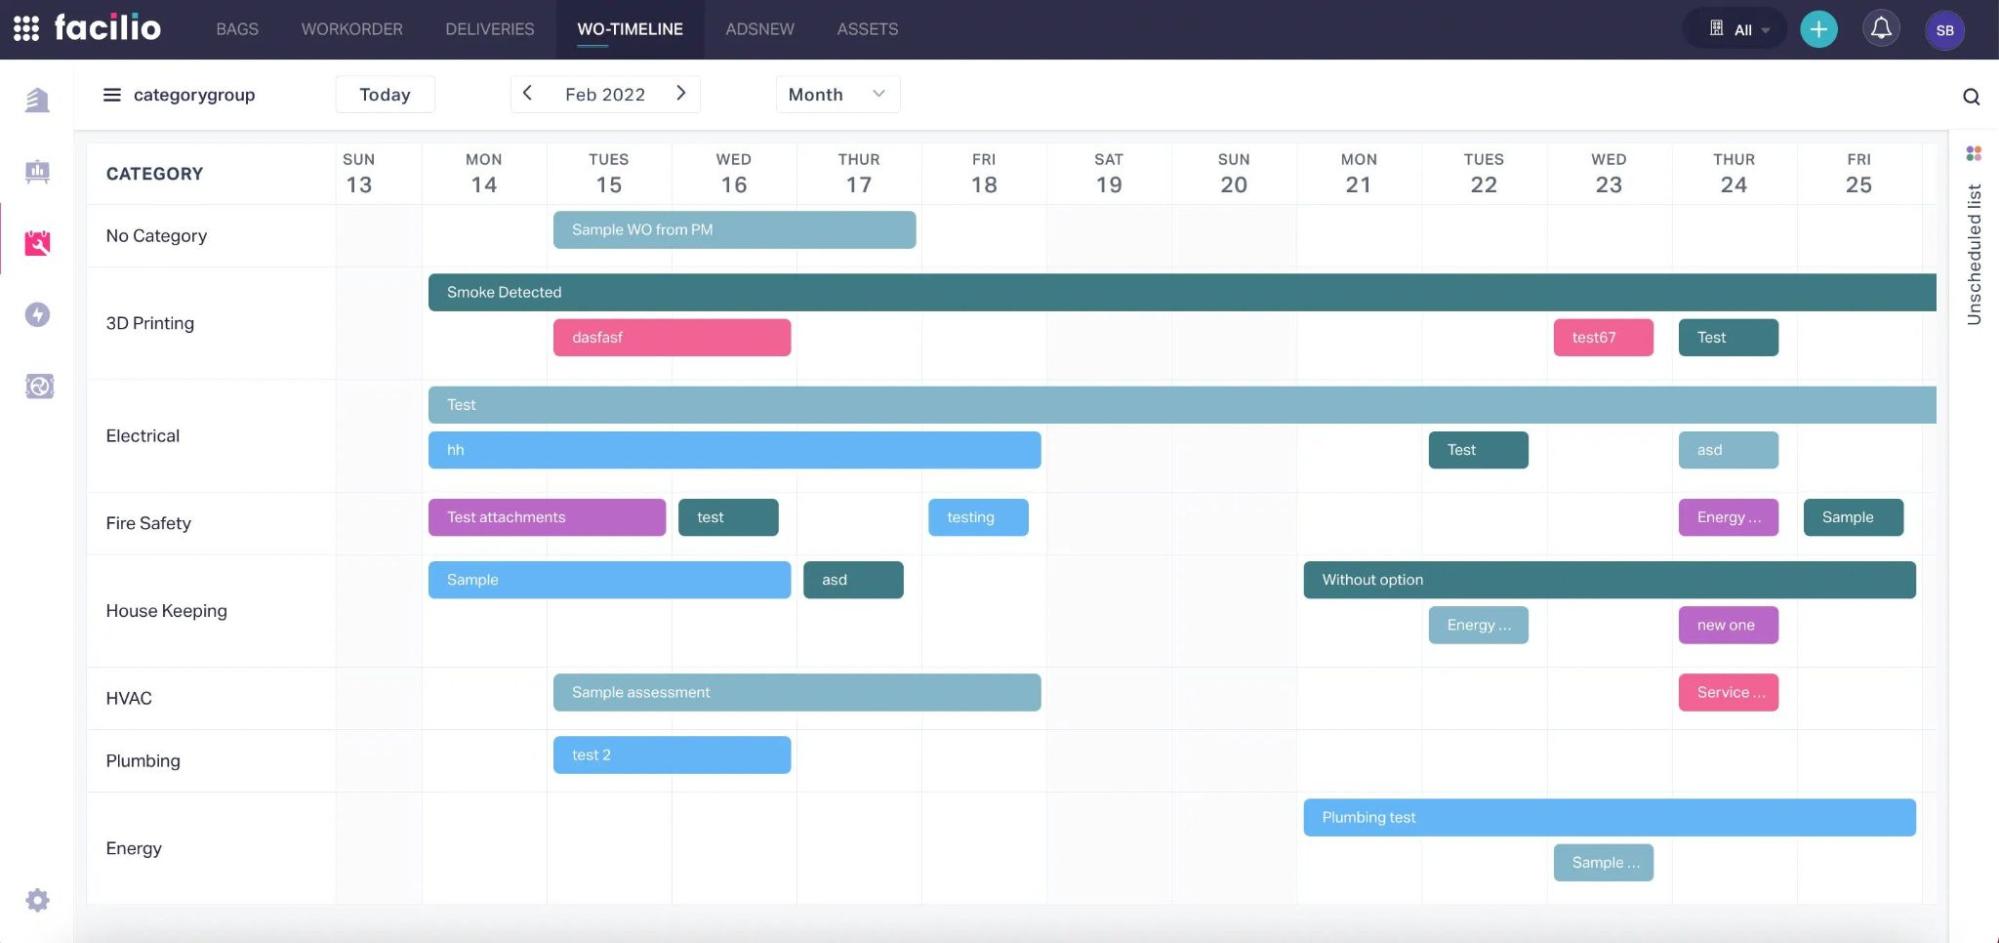 facilio BAGS WORKORDER DELIVERIES WO-TIMELINE ADSNEW ASSETS All SB
categorygroup Today Feb 2022 Month
CATEGORY
SUN MON TUES WED THUR FRI SAT SUN MON TUES WED THUR FRI
13 14 15 16 17 18 19 20 21 22 23 24 25
No Category
Sample WO from PM
3D Printing
Smoke Detected
dasfasf test67 Test
Electrical
Test
hh Test asd
Fire Safety
Test attachments test testing Energy ... Sample
House Keeping
Sample asd Without option
Energy ... new one
HVAC
Sample assessment Service ...
Plumbing
test 2
Energy
Plumbing test
Sample ...
Unscheduled list